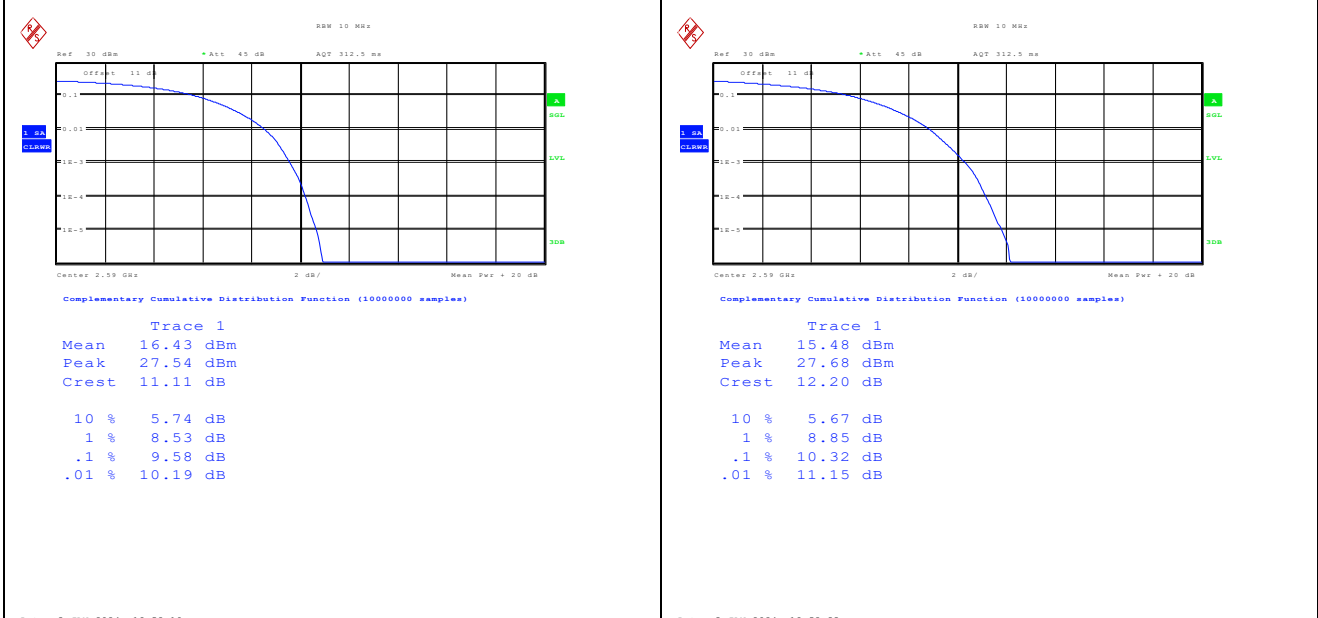 R S
RBW 10 MHz
Ref 30 dBm * Att 45 dB AQT 312.5 ms
Offset 11 dB
0.1
0.01
1E-3
1E-4
1E-5
1 SA
CLRWR
A
SGL
LVL
3DB
Center 2.59 GHz 2 dB/ Mean Pwr + 20 dB
Complementary Cumulative Distribution Function (10000000 samples)
Trace 1
Mean 16.43 dBm
Peak 27.54 dBm
Crest 11.11 dB
10 % 5.74 dB
1 % 8.53 dB
.1 % 9.58 dB
.01 % 10.19 dB
R S
RBW 10 MHz
Ref 30 dBm * Att 45 dB AQT 312.5 ms
Offset 11 dB
0.1
0.01
1E-3
1E-4
1E-5
1 SA
CLRWR
A
SGL
LVL
3DB
Center 2.59 GHz 2 dB/ Mean Pwr + 20 dB
Complementary Cumulative Distribution Function (10000000 samples)
Trace 1
Mean 15.48 dBm
Peak 27.68 dBm
Crest 12.20 dB
10 % 5.67 dB
1 % 8.85 dB
.1 % 10.32 dB
.01 % 11.15 dB